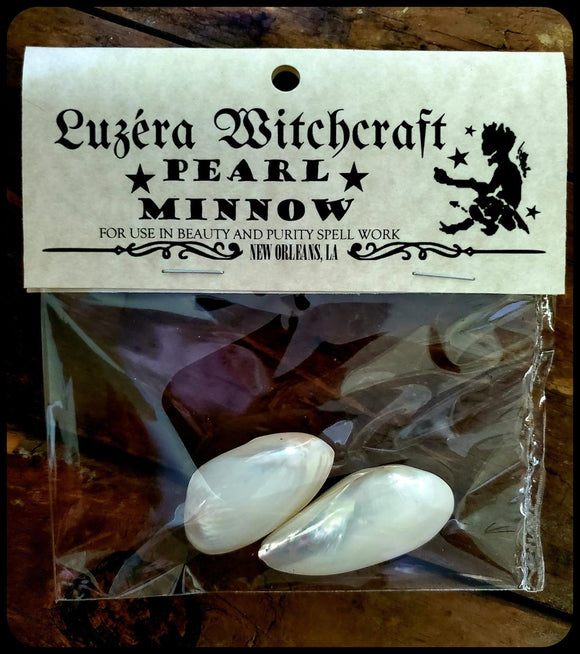 Luzéra Witchcraft
PEARL
MINNOW
FOR USE IN BEAUTY AND PURITY SPELL WORK
NEW ORLEANS, LA